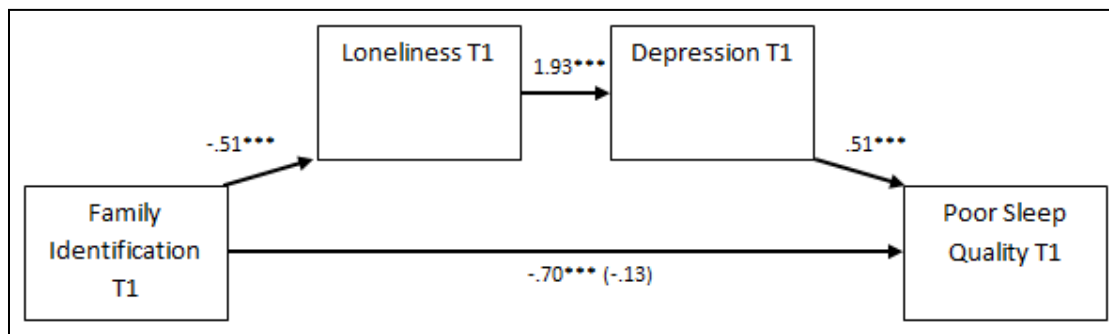 Loneliness T1
1.93***
Depression T1
-.51***
.51***
Family
Identification
T1
Poor Sleep
Quality T1
-.70*** (-.13)